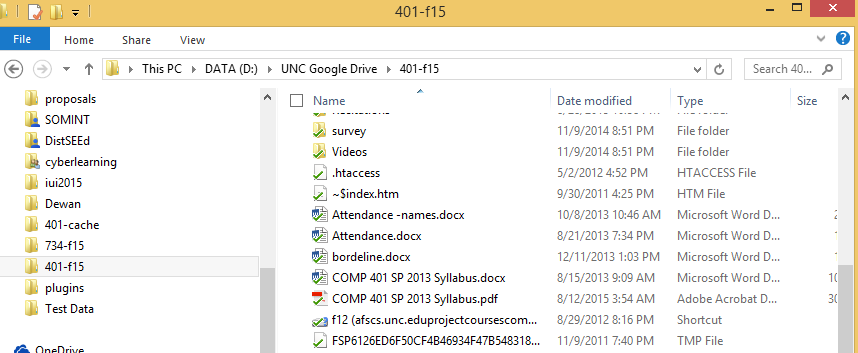 401-f15
File Home Share View
This PC DATA (D:) UNC Google Drive 401-f15 Search 40...
Name Date modified Type Size
proposals
SOMINT
DistSEEd
cyberlearning
iui2015
Dewan
401-cache
734-f15
401-f15
plugins
Test Data
OneDrive
survey 11/9/2014 8:51 PM File folder
Videos 11/9/2014 8:51 PM File folder
.htaccess 5/2/2012 4:52 PM HTACCESS File
~$index.htm 9/30/2011 4:25 PM HTM File
Attendance -names.docx 10/8/2013 10:46 AM Microsoft Word D...
Attendance.docx 8/21/2013 7:34 PM Microsoft Word D...
bordeline.docx 12/11/2013 1:03 PM Microsoft Word D...
COMP 401 SP 2013 Syllabus.docx 8/15/2013 9:09 AM Microsoft Word D...
COMP 401 SP 2013 Syllabus.pdf 8/12/2015 3:54 AM Adobe Acrobat D...
f12 (afscs.unc.eduprojectcoursescom... 8/29/2012 8:16 PM Shortcut
FSP6126ED6F50CF4B46934F47B548318... 11/9/2011 7:40 PM TMP File